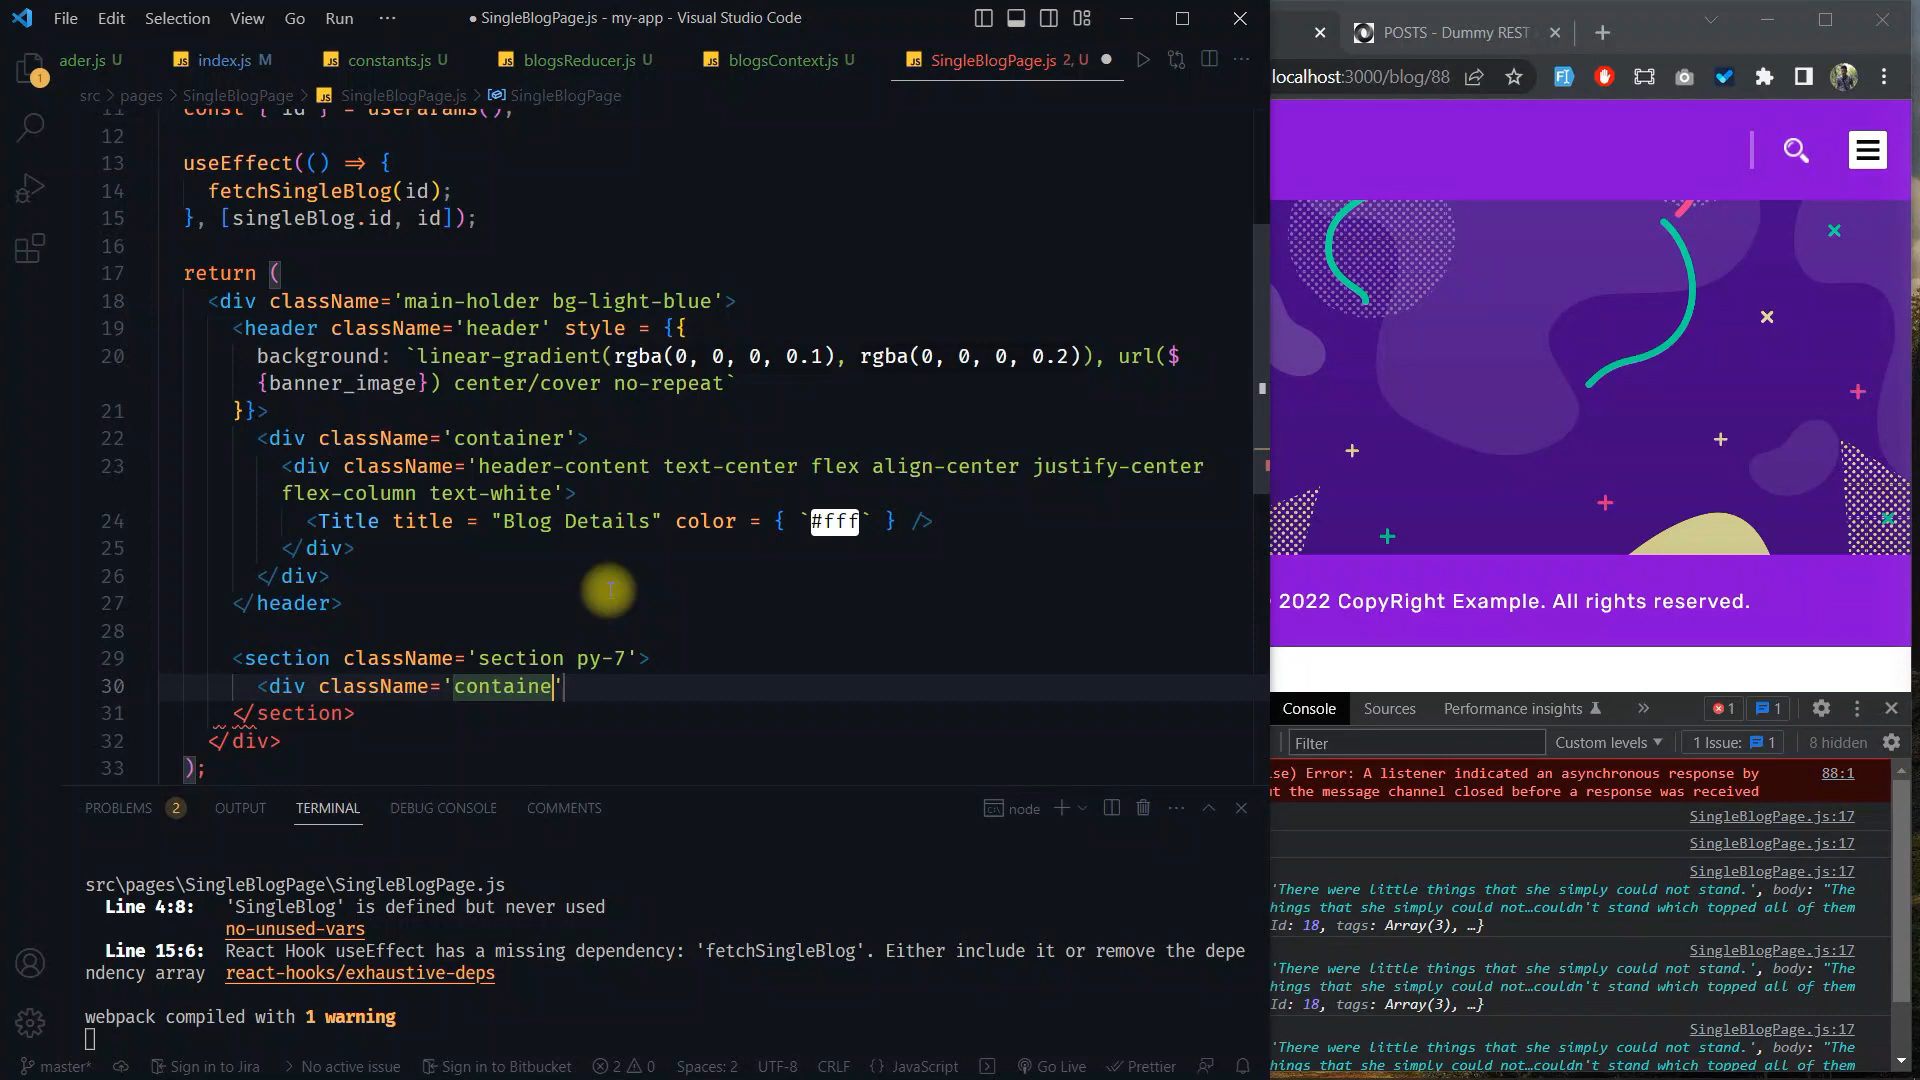 File Edit Selection View Go Run ··· ● SingleBlogPage.js - my-app - Visual Studio Code
ader.js U index.js M constants.js U blogsReducer.js U blogsContext.js U SingleBlogPage.js 2, U
src > pages > SingleBlogPage > SingleBlogPage.js > SingleBlogPage
11 const { id } = useParams();
12
13 useEffect(() => {
14 fetchSingleBlog(id);
15 }, [singleBlog.id, id]);
16
17 return (
18 <div className='main-holder bg-light-blue'>
19 <header className='header' style = {{
20 background: `linear-gradient(rgba(0, 0, 0, 0.1), rgba(0, 0, 0, 0.2)), url($
{banner_image}) center/cover no-repeat`
21 }}>
22 <div className='container'>
23 <div className='header-content text-center flex align-center justify-center
flex-column text-white'>
24 <Title title = "Blog Details" color = { `#fff` } />
25 </div>
26 </div>
27 </header>
28
29 <section className='section py-7'>
30 <div className='containe'
31 </section>
32 </div>
33 );
PROBLEMS 2 OUTPUT TERMINAL DEBUG CONSOLE COMMENTS node
src\pages\SingleBlogPage\SingleBlogPage.js
Line 4:8: 'SingleBlog' is defined but never used
no-unused-vars
Line 15:6: React Hook useEffect has a missing dependency: 'fetchSingleBlog'. Either include it or remove the depe
ndency array react-hooks/exhaustive-deps
webpack compiled with 1 warning
master* Sign in to Jira No active issue Sign in to Bitbucket 2 0 Spaces: 2 UTF-8 CRLF {} JavaScript Go Live Prettier
1
POSTS - Dummy REST
localhost:3000/blog/88
2022 CopyRight Example. All rights reserved.
Console Sources Performance insights 1 1
Filter Custom levels 1 Issue: 1 8 hidden
se) Error: A listener indicated an asynchronous response by 88:1
t the message channel closed before a response was received
SingleBlogPage.js:17
SingleBlogPage.js:17
SingleBlogPage.js:17
'There were little things that she simply could not stand.', body: "The
hings that she simply could not…couldn't stand which topped all of them
Id: 18, tags: Array(3), …}
SingleBlogPage.js:17
'There were little things that she simply could not stand.', body: "The
hings that she simply could not…couldn't stand which topped all of them
Id: 18, tags: Array(3), …}
SingleBlogPage.js:17
'There were little things that she simply could not stand.', body: "The
hings that she simply could not…couldn't stand which topped all of them